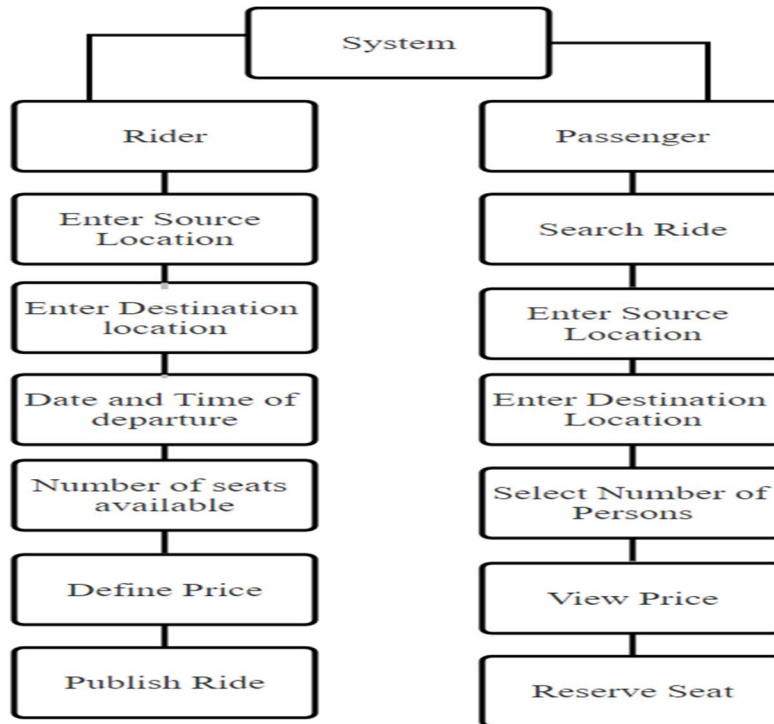 System
Rider
Enter Source
Location
Enter Destination
location
Date and Time of
departure
Number of seats
available
Define Price
Publish Ride
Passenger
Search Ride
Enter Source
Location
Enter Destination
Location
Select Number of
Persons
View Price
Reserve Seat